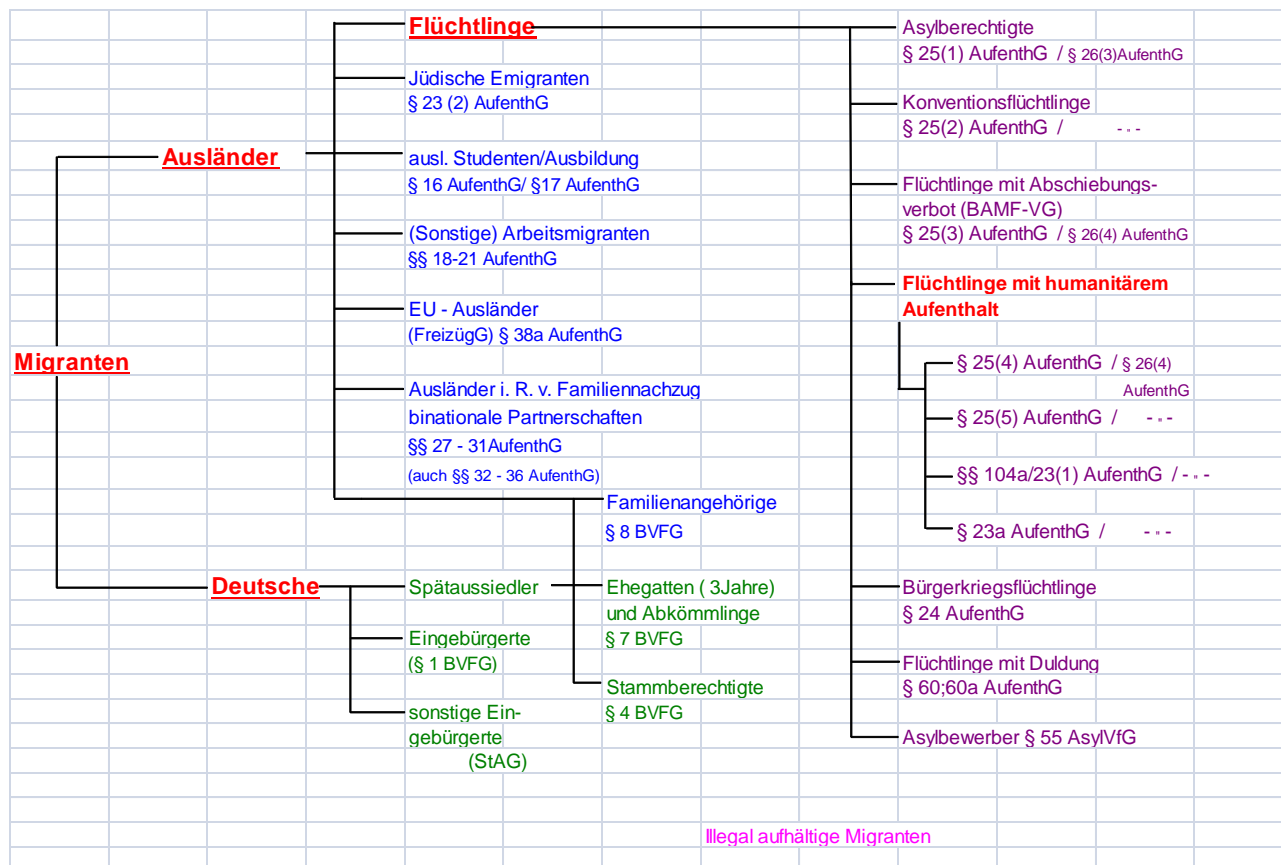 Migranten
Ausländer
Deutsche
Flüchtlinge
Jüdische Emigranten
§ 23 (2) AufenthG
ausl. Studenten/Ausbildung
§ 16 AufenthG/ §17 AufenthG
(Sonstige) Arbeitsmigranten
§§ 18-21 AufenthG
EU - Ausländer
(FreizügG) § 38a AufenthG
Ausländer i. R. v. Familiennachzug
binationale Partnerschaften
§§ 27 - 31AufenthG
(auch §§ 32 - 36 AufenthG)
Familienangehörige
§ 8 BVFG
Spätaussiedler
Eingebürgerte
(§ 1 BVFG)
sonstige Ein-
gebürgerte
(StAG)
Ehegatten ( 3Jahre)
und Abkömmlinge
§ 7 BVFG
Stammberechtigte
§ 4 BVFG
Asylberechtigte
§ 25(1) AufenthG / § 26(3)AufenthG
Konventionsflüchtlinge
§ 25(2) AufenthG / - " -
Flüchtlinge mit Abschiebungs-
verbot (BAMF-VG)
§ 25(3) AufenthG / § 26(4) AufenthG
Flüchtlinge mit humanitärem
Aufenthalt
§ 25(4) AufenthG / § 26(4)
AufenthG
§ 25(5) AufenthG / - " -
§§ 104a/23(1) AufenthG / - " -
§ 23a AufenthG / - " -
Bürgerkriegsflüchtlinge
§ 24 AufenthG
Flüchtlinge mit Duldung
§ 60;60a AufenthG
Asylbewerber § 55 AsylVfG
Illegal aufhältige Migranten